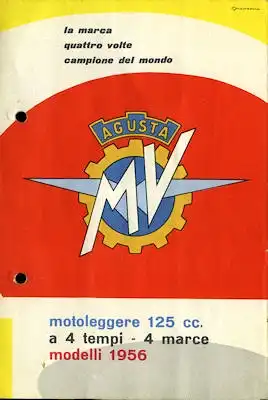 la marca
quattro volte
campione del mondo
AGUSTA
MV
motoleggere 125 cc.
a 4 tempi - 4 marce
modelli 1956